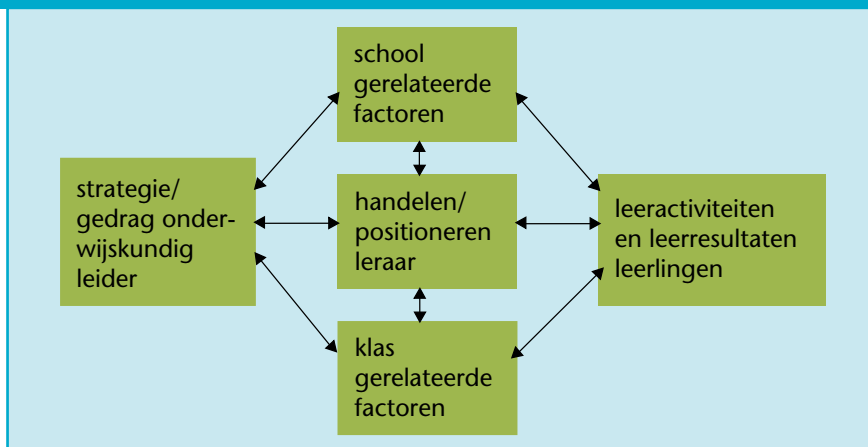 school
gerelateerde
factoren
strategie/
gedrag onder-
wijskundig
leider
handelen/
positioneren
leraar
leeractiviteiten
en leerresultaten
leerlingen
klas
gerelateerde
factoren